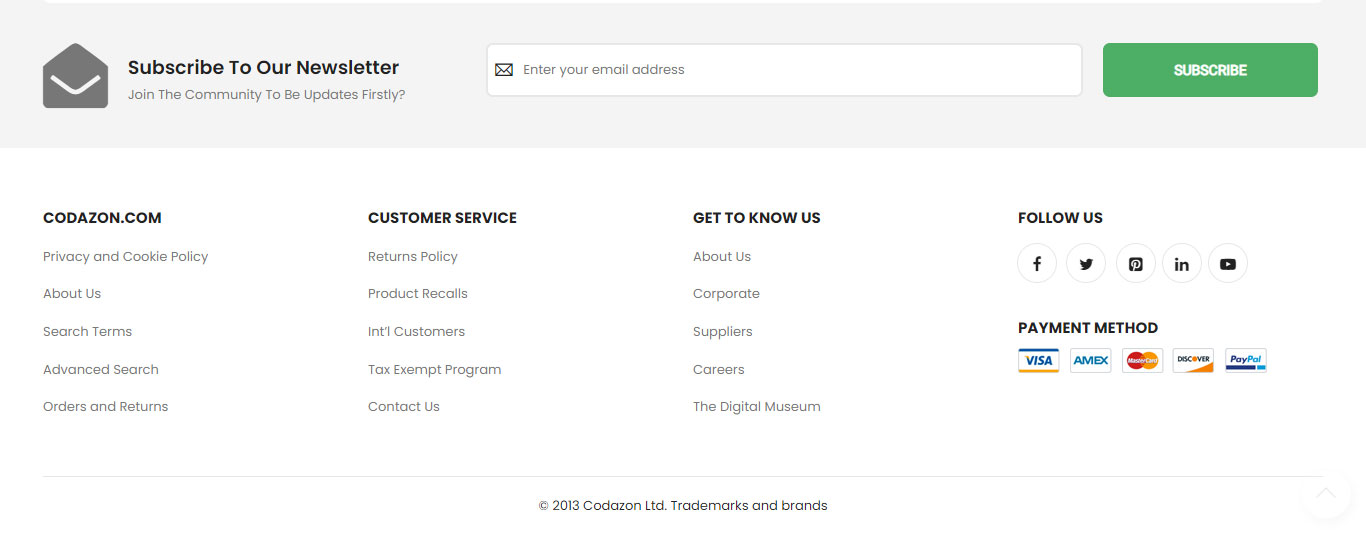 Subscribe To Our Newsletter
Join The Community To Be Updates Firstly?
Enter your email address
SUBSCRIBE
CODAZON.COM
Privacy and Cookie Policy
About Us
Search Terms
Advanced Search
Orders and Returns
CUSTOMER SERVICE
Returns Policy
Product Recalls
Int'l Customers
Tax Exempt Program
Contact Us
GET TO KNOW US
About Us
Corporate
Suppliers
Careers
The Digital Museum
FOLLOW US
PAYMENT METHOD
VISA AMEX MasterCard DISCOVER PayPal
© 2013 Codazon Ltd. Trademarks and brands